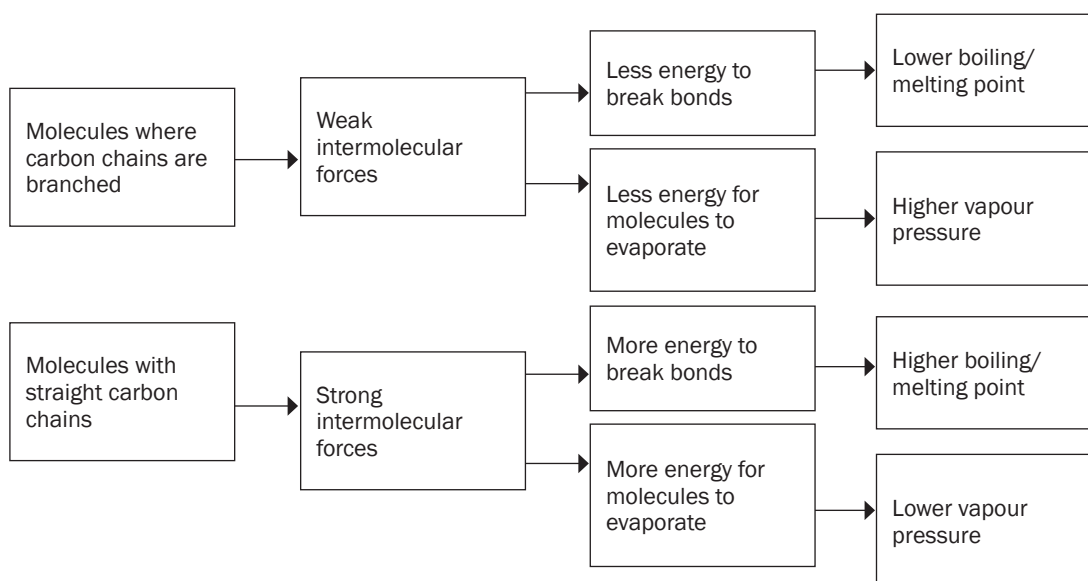 Molecules where
carbon chains are
branched
Weak
intermolecular
forces
Less energy to
break bonds
Lower boiling/
melting point
Less energy for
molecules to
evaporate
Higher vapour
pressure
Molecules with
straight carbon
chains
Strong
intermolecular
forces
More energy to
break bonds
Higher boiling/
melting point
More energy for
molecules to
evaporate
Lower vapour
pressure